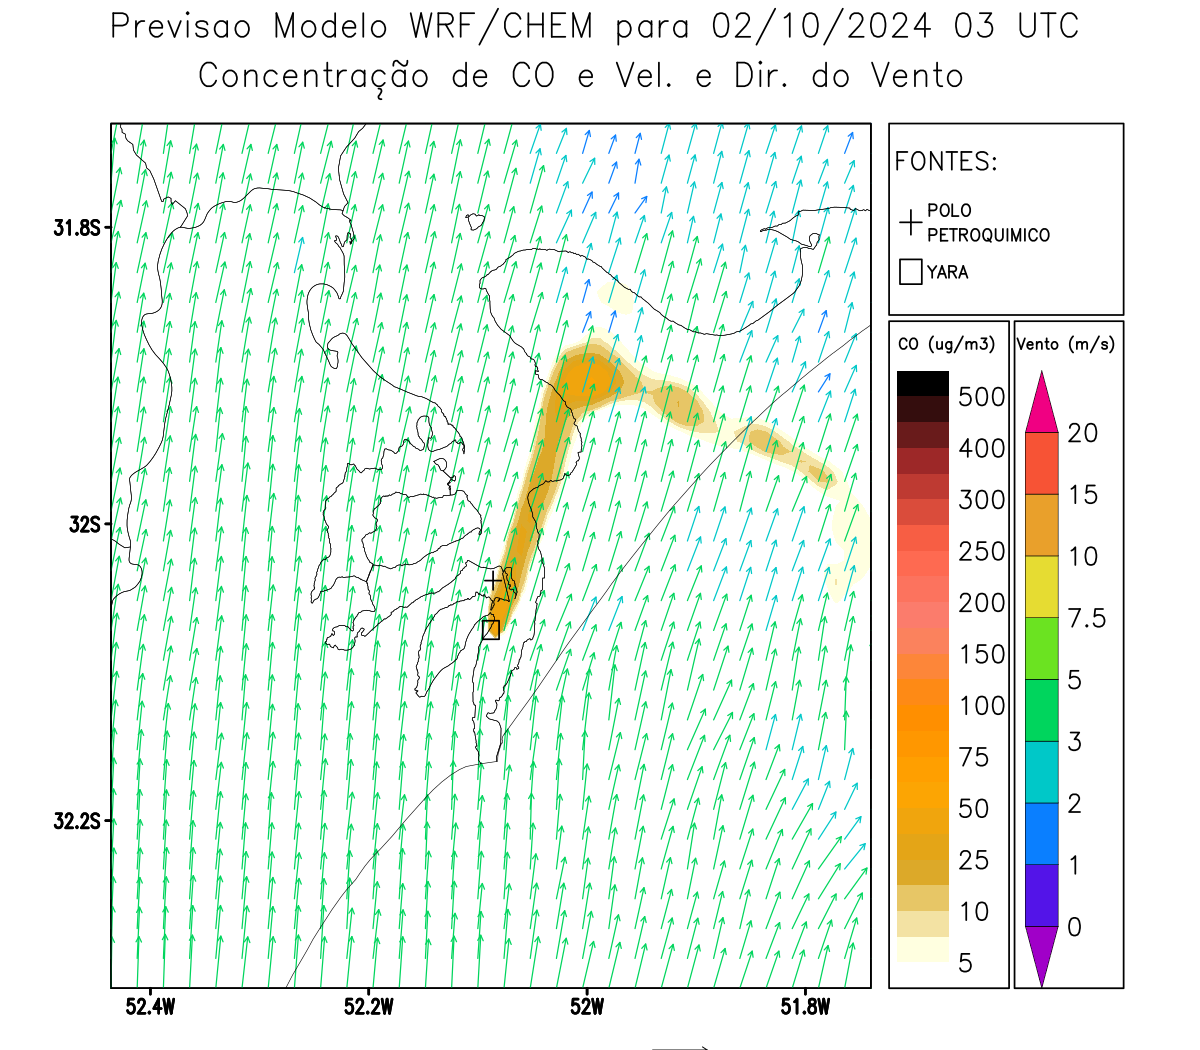 Previsao Modelo WRF/CHEM para 02/10/2024 03 UTC
Concentração de CO e Vel. e Dir. do Vento
FONTES:
POLO
PETROQUIMICO
YARA
CO (ug/m3)
500
400
300
250
200
150
100
75
50
25
10
5
Vento (m/s)
20
15
10
7.5
5
3
2
1
0
31.8S
32S
32.2S
52.4W
52.2W
52W
51.8W